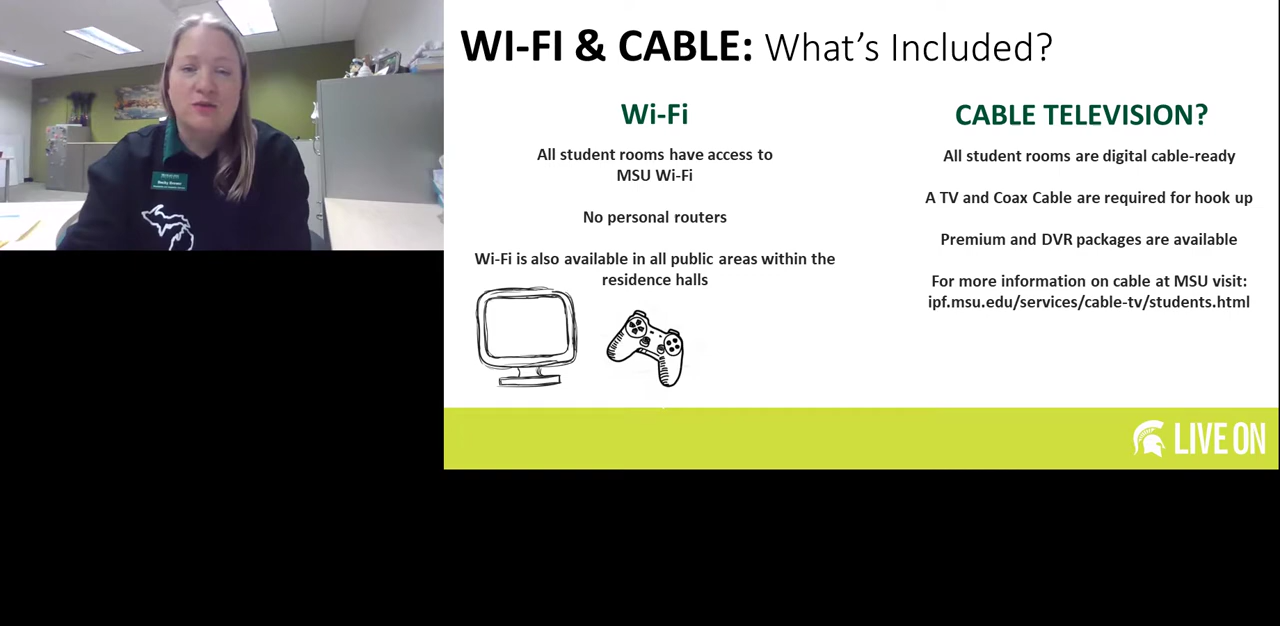 WI-FI & CABLE: What's Included?
Wi-Fi
All student rooms have access to
MSU Wi-Fi
No personal routers
Wi-Fi is also available in all public areas within the
residence halls
CABLE TELEVISION?
All student rooms are digital cable-ready
A TV and Coax Cable are required for hook up
Premium and DVR packages are available
For more information on cable at MSU visit:
ipf.msu.edu/services/cable-tv/students.html
LIVE ON